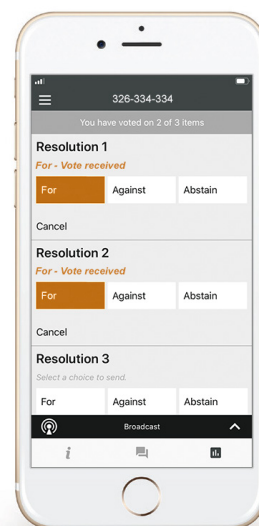 326-334-334
You have voted on 2 of 3 items
Resolution 1
For - Vote received
For Against Abstain
Cancel
Resolution 2
For - Vote received
For Against Abstain
Cancel
Resolution 3
Select a choice to send.
For Against Abstain
Broadcast
i